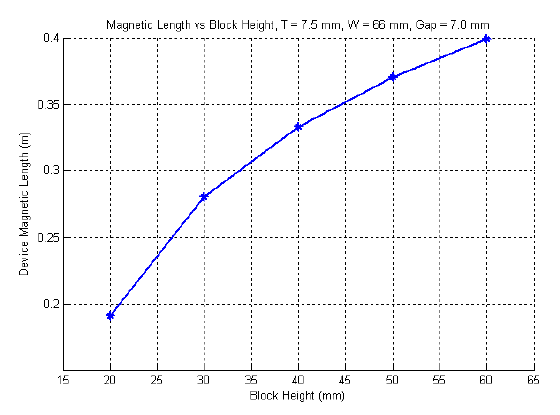 Magnetic Length vs Block Height, T = 7.5 mm, W = 66 mm, Gap = 7.0 mm
0.4
0.35
0.3
0.25
0.2
Device Magnetic Length (m)
15 20 25 30 35 40 45 50 55 60 65
Block Height (mm)